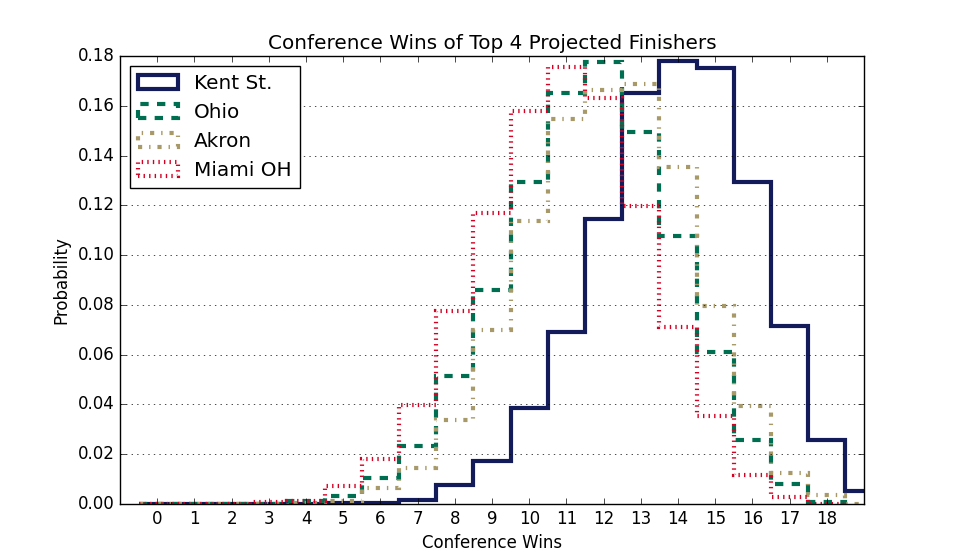 Conference Wins of Top 4 Projected Finishers
Kent St.
Ohio
Akron
Miami OH
Probability
0.18
0.16
0.14
0.12
0.10
0.08
0.06
0.04
0.02
0.00
0 1 2 3 4 5 6 7 8 9 10 11 12 13 14 15 16 17 18
Conference Wins